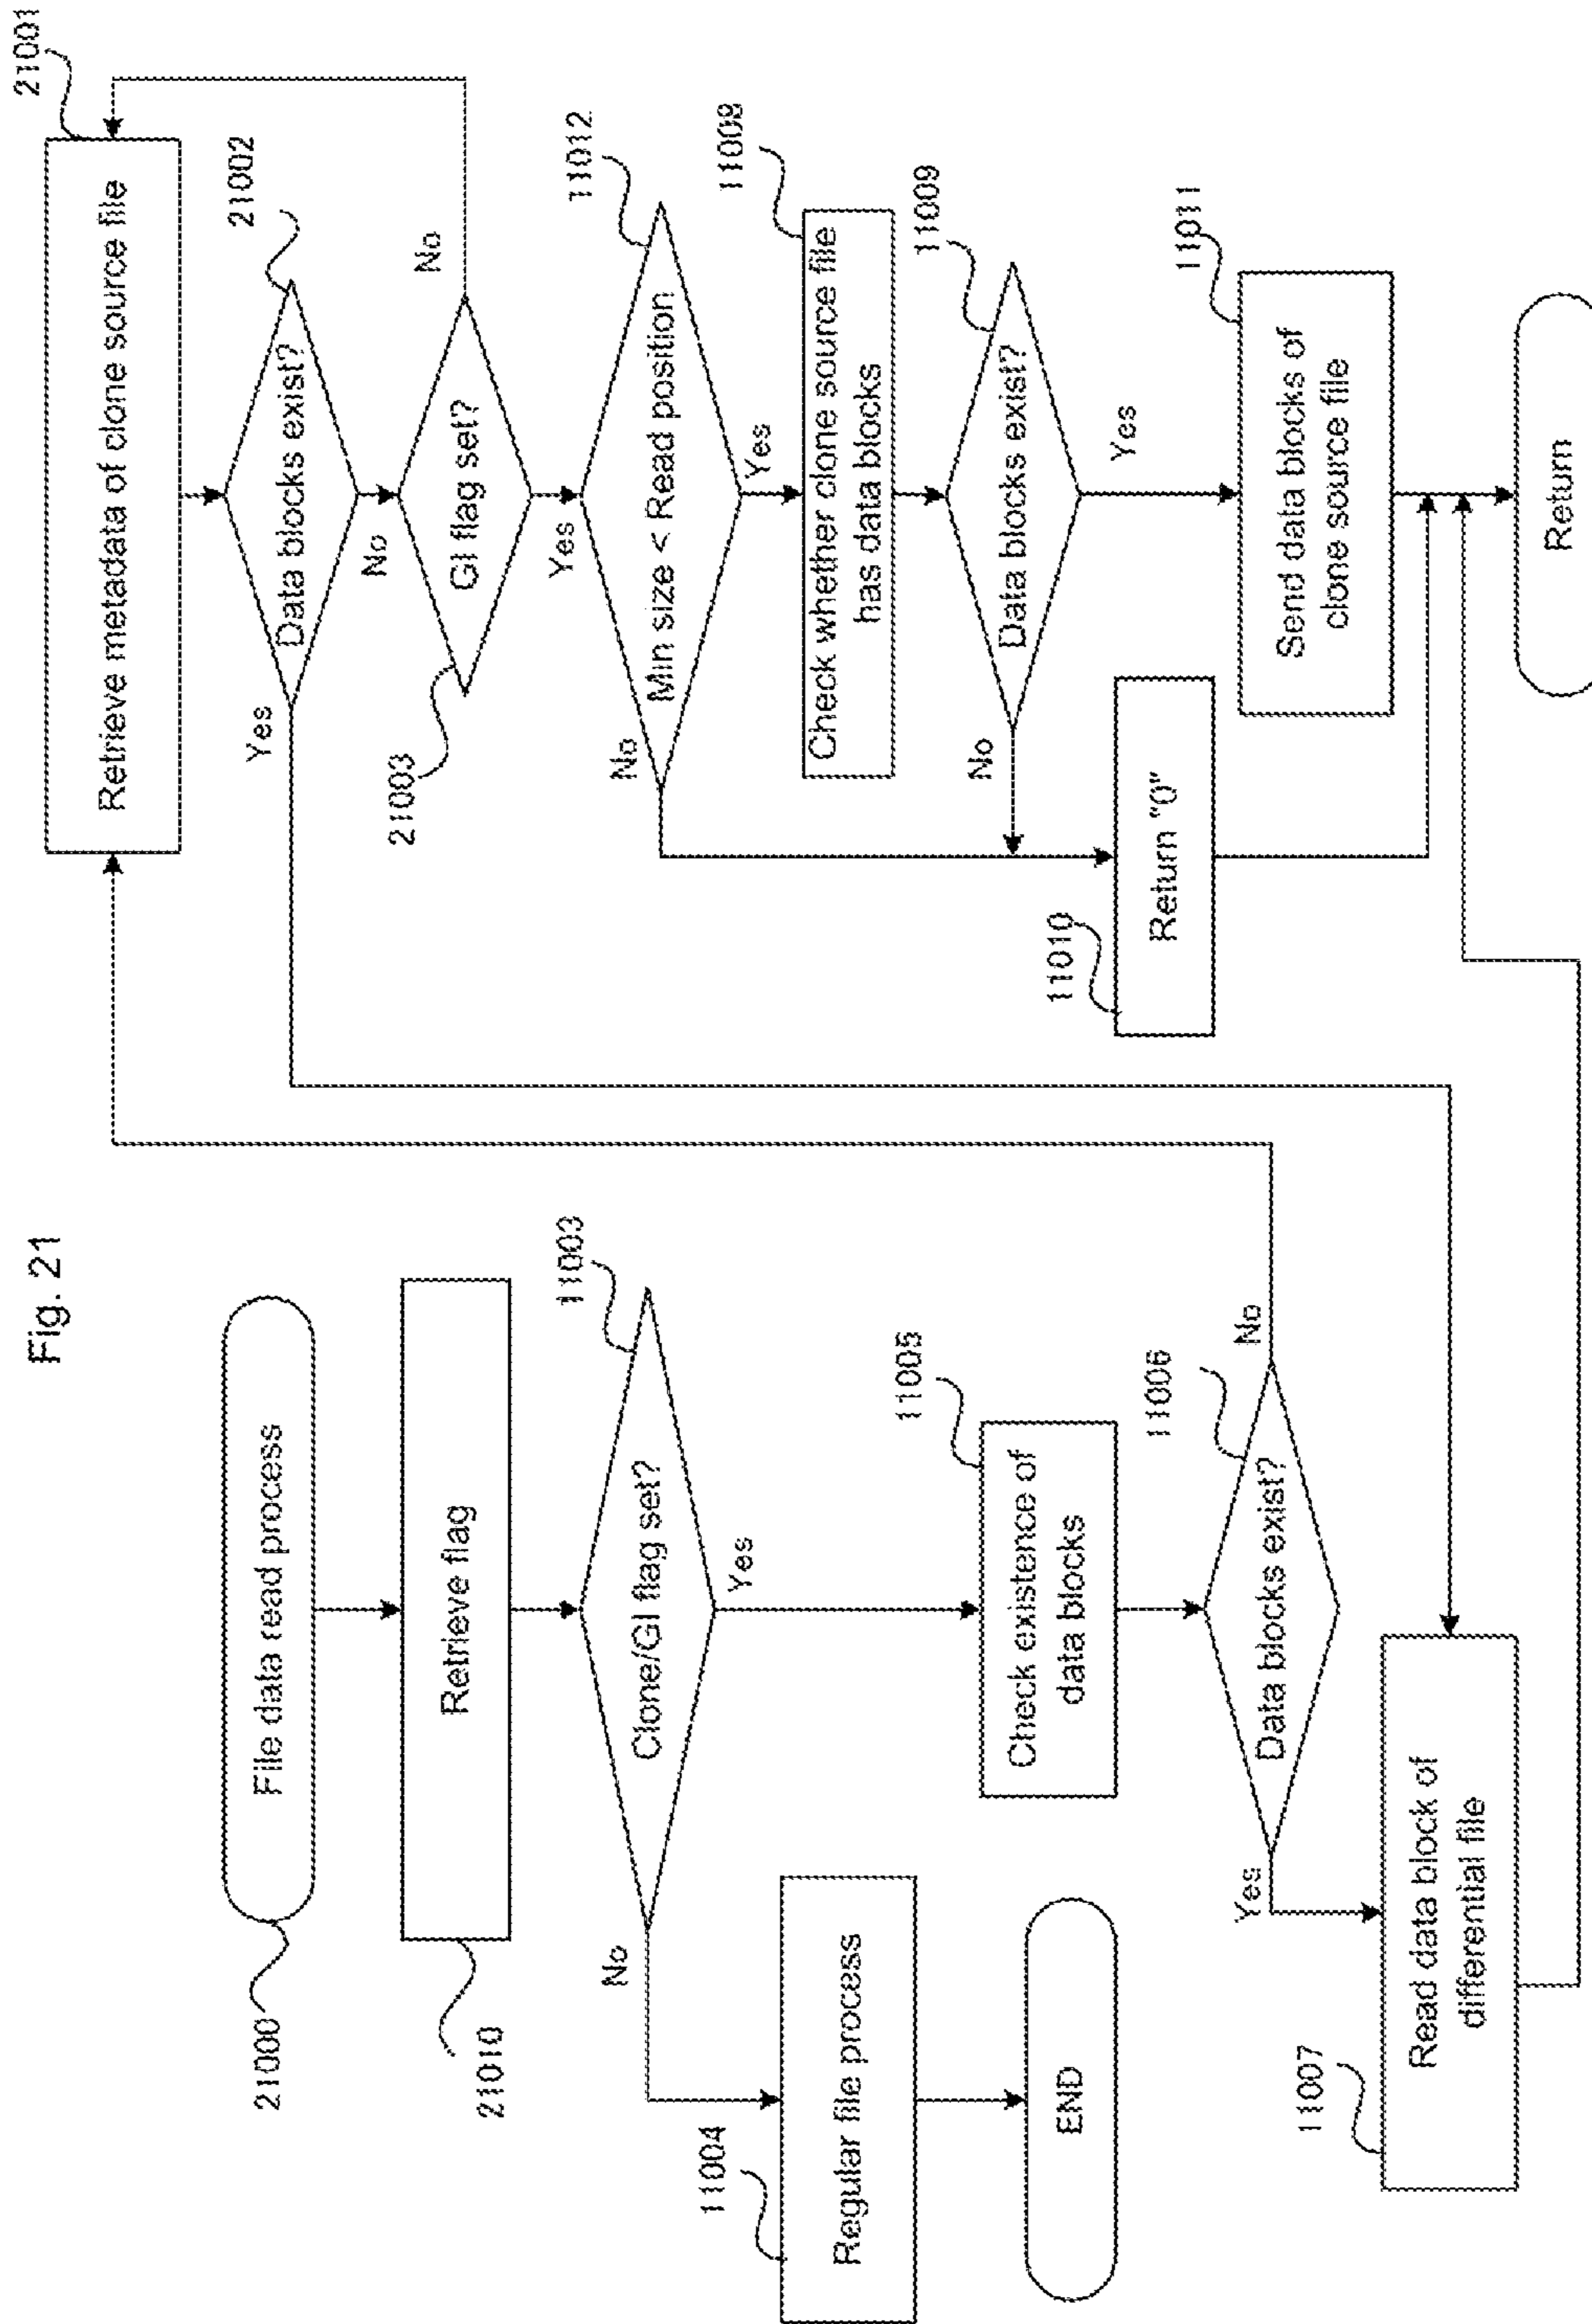 Fig. 21
21000
File data read process
21010
Retrieve flag
11003
Clone/GI flag set?
No
Yes
11004
Regular file process
END
11005
Check existence of
data blocks
11006
Data blocks exist?
Yes
No
11007
Read data block of
differential file
21001
Retrieve metadata of clone source file
21002
Data blocks exist?
Yes
No
21003
GI flag set?
No
Yes
11012
Min size < Read position
No
Yes
11008
Check whether clone source file
has data blocks
11009
Data blocks exist?
No
Yes
11010
Return "0"
11011
Send data blocks of
clone source file
Return